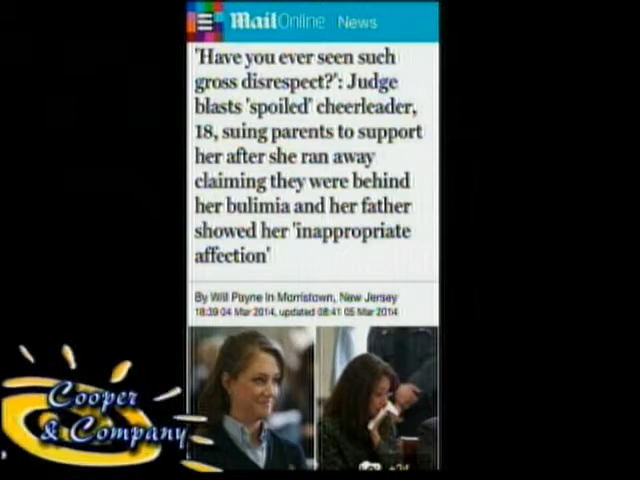 MailOnline News
'Have you ever seen such
gross disrespect?': Judge
blasts 'spoiled' cheerleader,
18, suing parents to support
her after she ran away
claiming they were behind
her bulimia and her father
showed her 'inappropriate
affection'
By Will Payne In Morristown, New Jersey
18:39 04 Mar 2014, updated 08:41 05 Mar 2014
Cooper
& Company